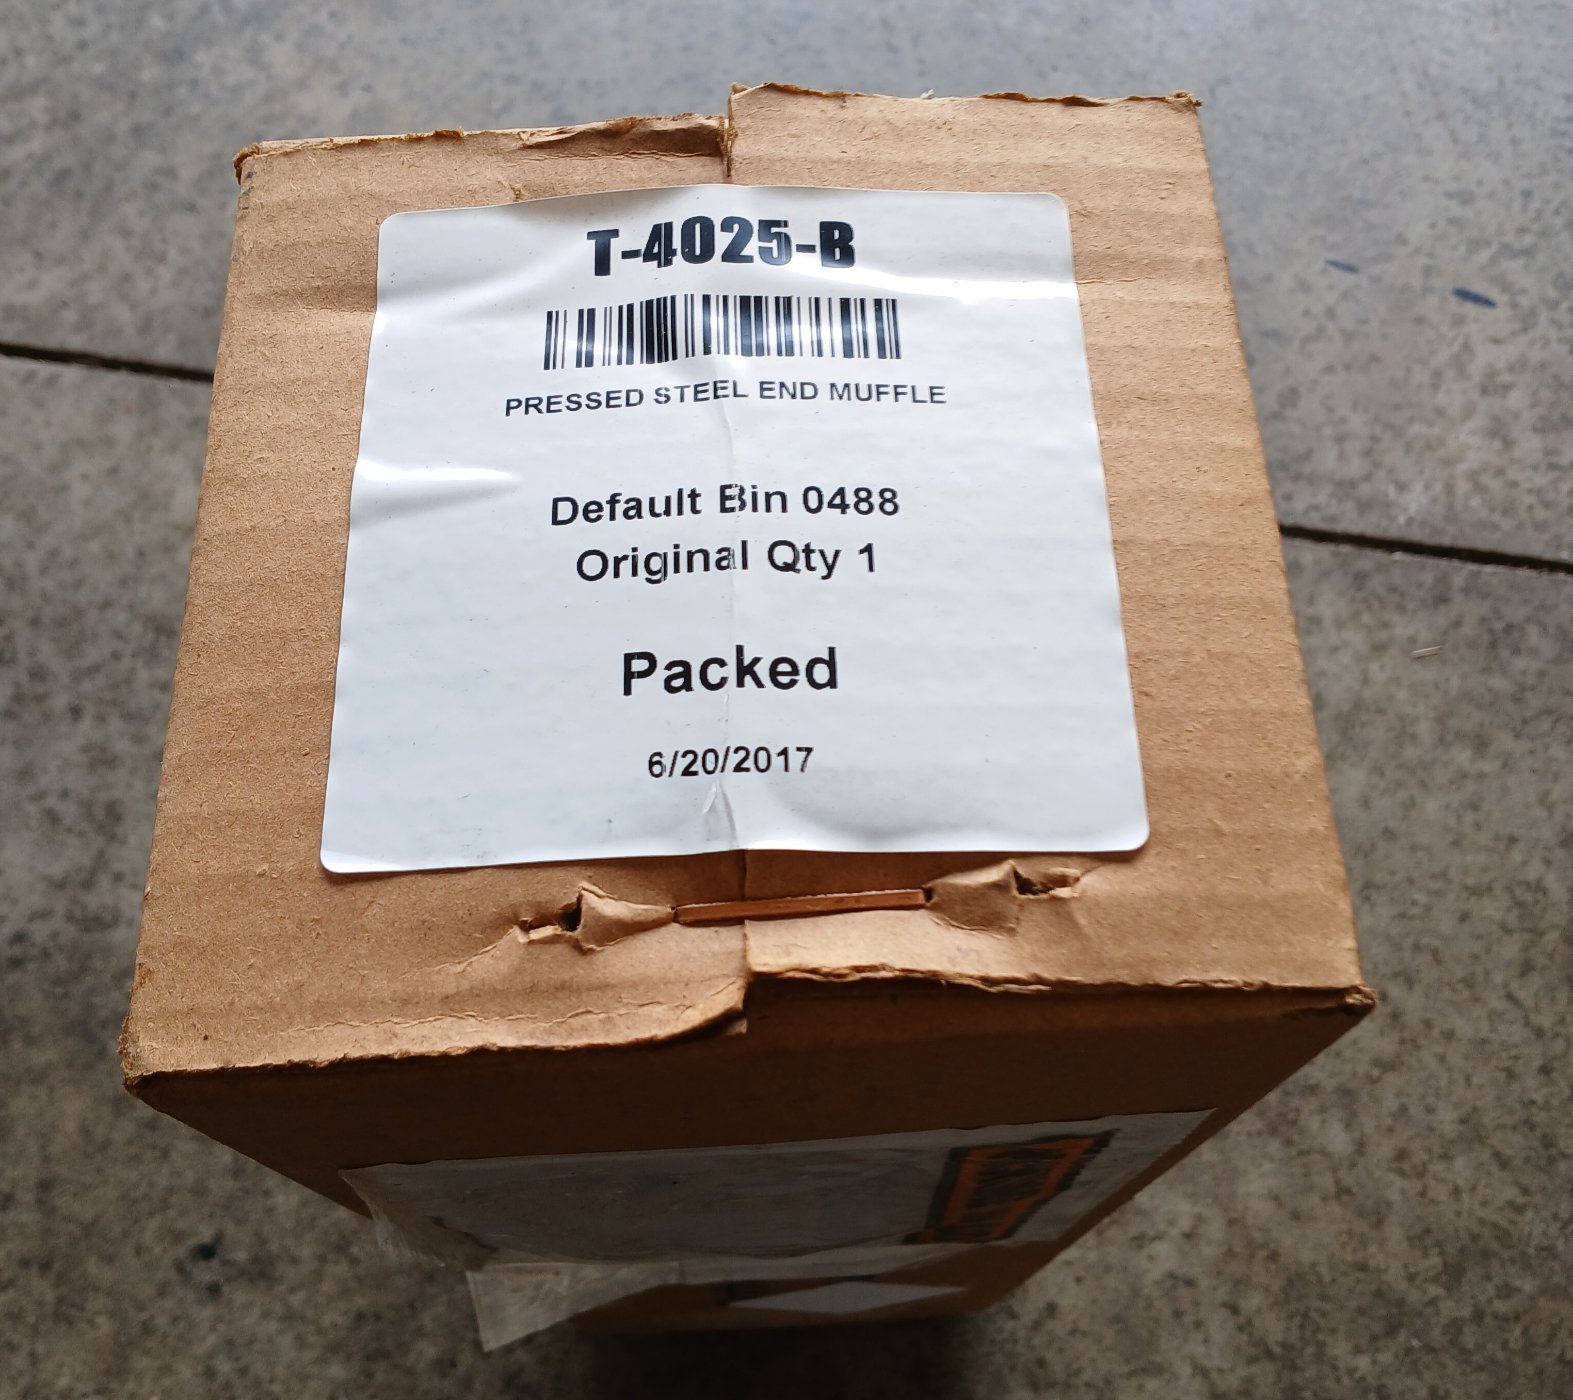 T-4025-B
PRESSED STEEL END MUFFLE
Default Bin 0488
Original Qty 1
Packed
6/20/2017